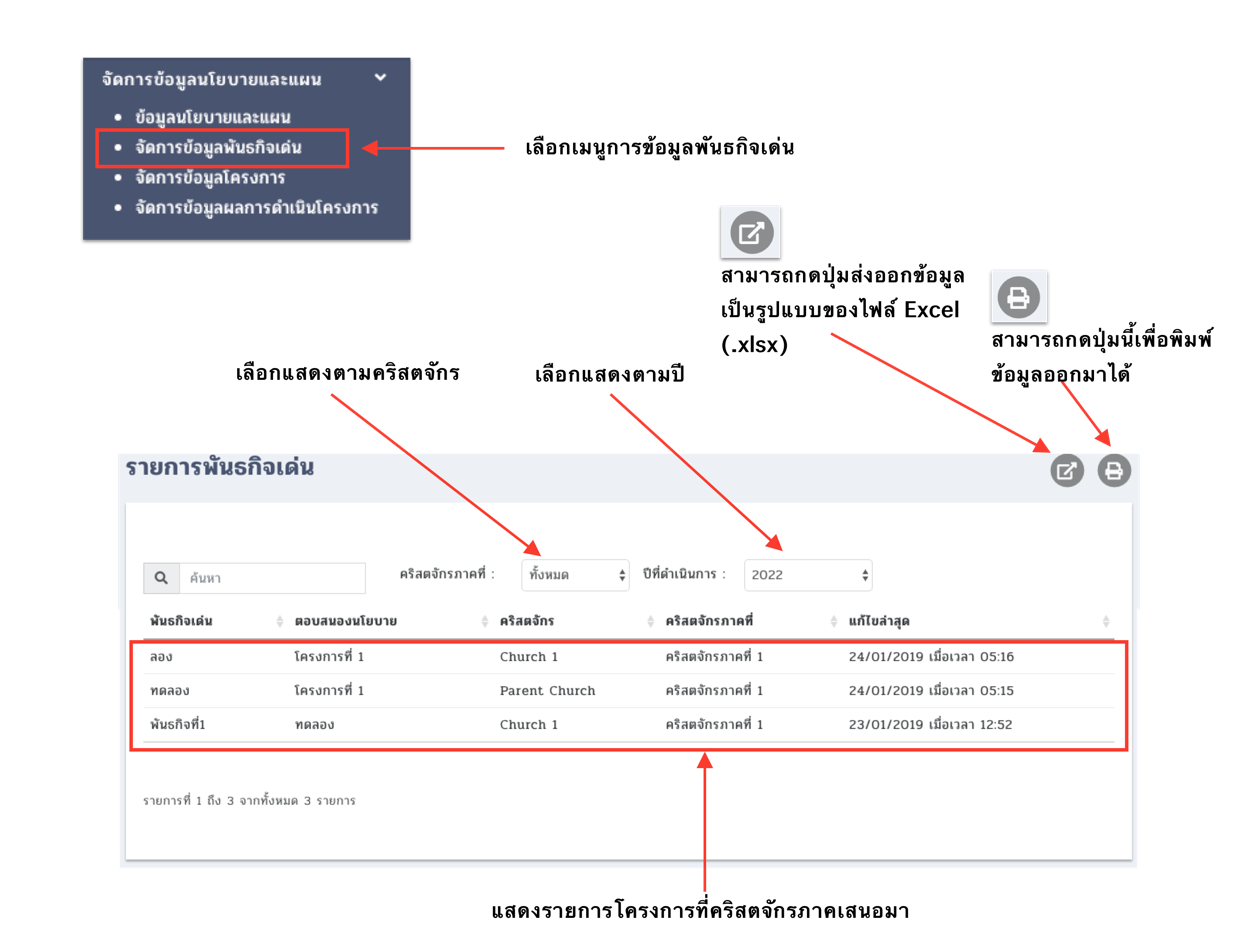 จัดการข้อมูลนโยบายและแผน
ข้อมูลนโยบายและแผน
จัดการข้อมูลพันธกิจเด่น
จัดการข้อมูลโครงการ
จัดการข้อมูลผลการดำเนินโครงการ
เลือกเมนูการข้อมูลพันธกิจเด่น
สามารถกดปุ่มส่งออกข้อมูล
เป็นรูปแบบของไฟล์ Excel
(.xlsx)
สามารถกดปุ่มนี้เพื่อพิมพ์
ข้อมูลออกมาได้
เลือกแสดงตามคริสตจักร
เลือกแสดงตามปี
รายการพันธกิจเด่น
ค้นหา คริสตจักรภาคที่ : ทั้งหมด ปีที่ดำเนินการ : 2022
พันธกิจเด่น ตอบสนองนโยบาย คริสตจักร คริสตจักรภาคที่ แก้ไขล่าสุด
ลอง โครงการที่ 1 Church 1 คริสตจักรภาคที่ 1 24/01/2019 เมื่อเวลา 05:16
ทดลอง โครงการที่ 1 Parent Church คริสตจักรภาคที่ 1 24/01/2019 เมื่อเวลา 05:15
พันธกิจที่1 ทดลอง Church 1 คริสตจักรภาคที่ 1 23/01/2019 เมื่อเวลา 12:52
รายการที่ 1 ถึง 3 จากทั้งหมด 3 รายการ
แสดงรายการโครงการที่คริสตจักรภาคเสนอมา